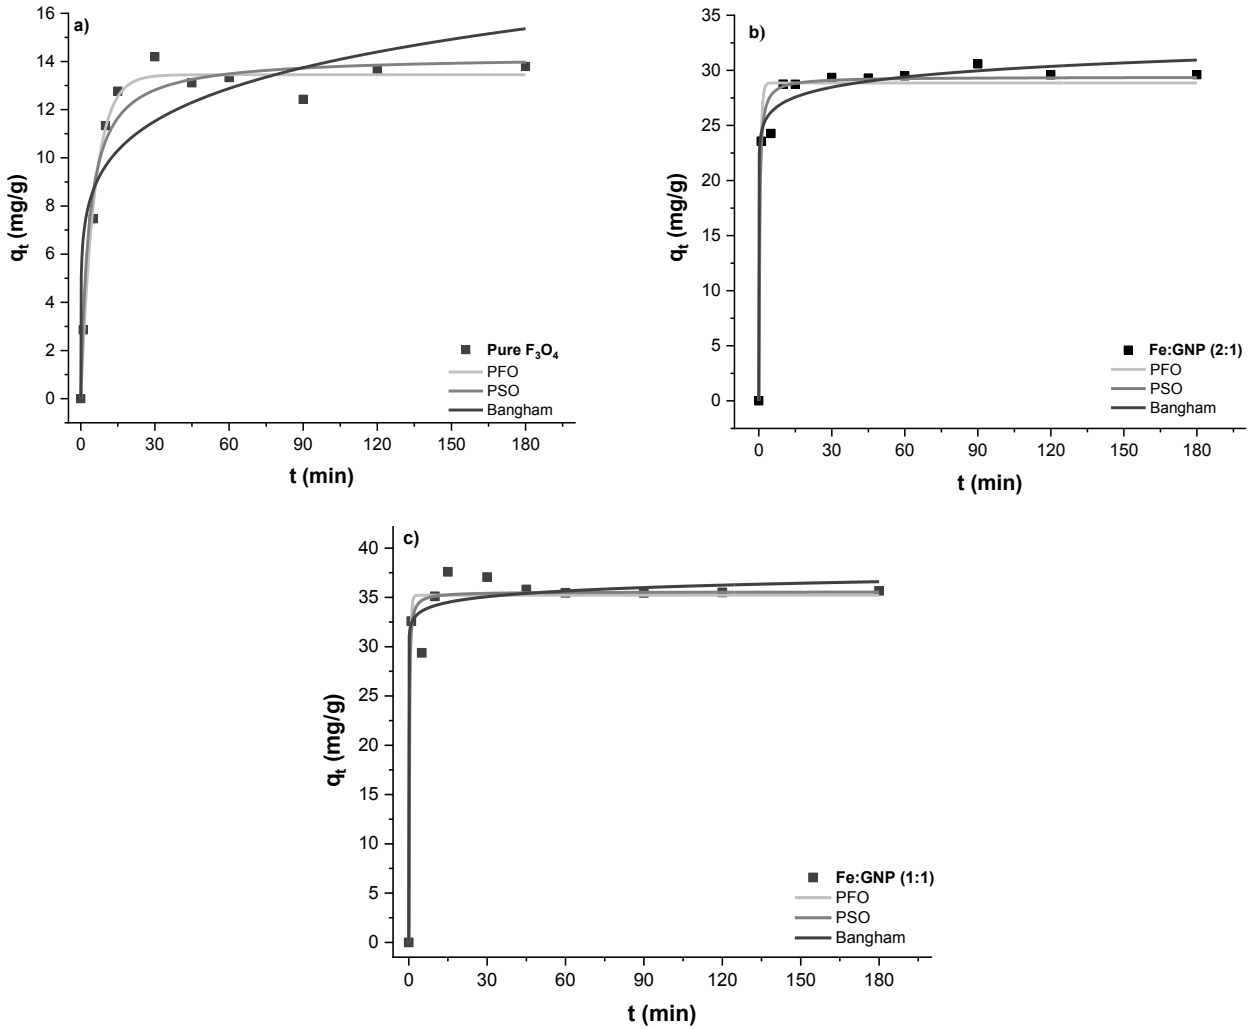 a)
16
14
12
10
8
6
4
2
0
q_t (mg/g)
0 30 60 90 120 150 180
t (min)
Pure F₃O₄
PFO
PSO
Bangham
b)
35
30
25
20
15
10
5
0
qₜ (mg/g)
0 30 60 90 120 150 180
t (min)
Fe:GNP (2:1)
PFO
PSO
Bangham
c)
40
35
30
25
20
15
10
5
0
qₜ (mg/g)
0 30 60 90 120 150 180
t (min)
Fe:GNP (1:1)
PFO
PSO
Bangham